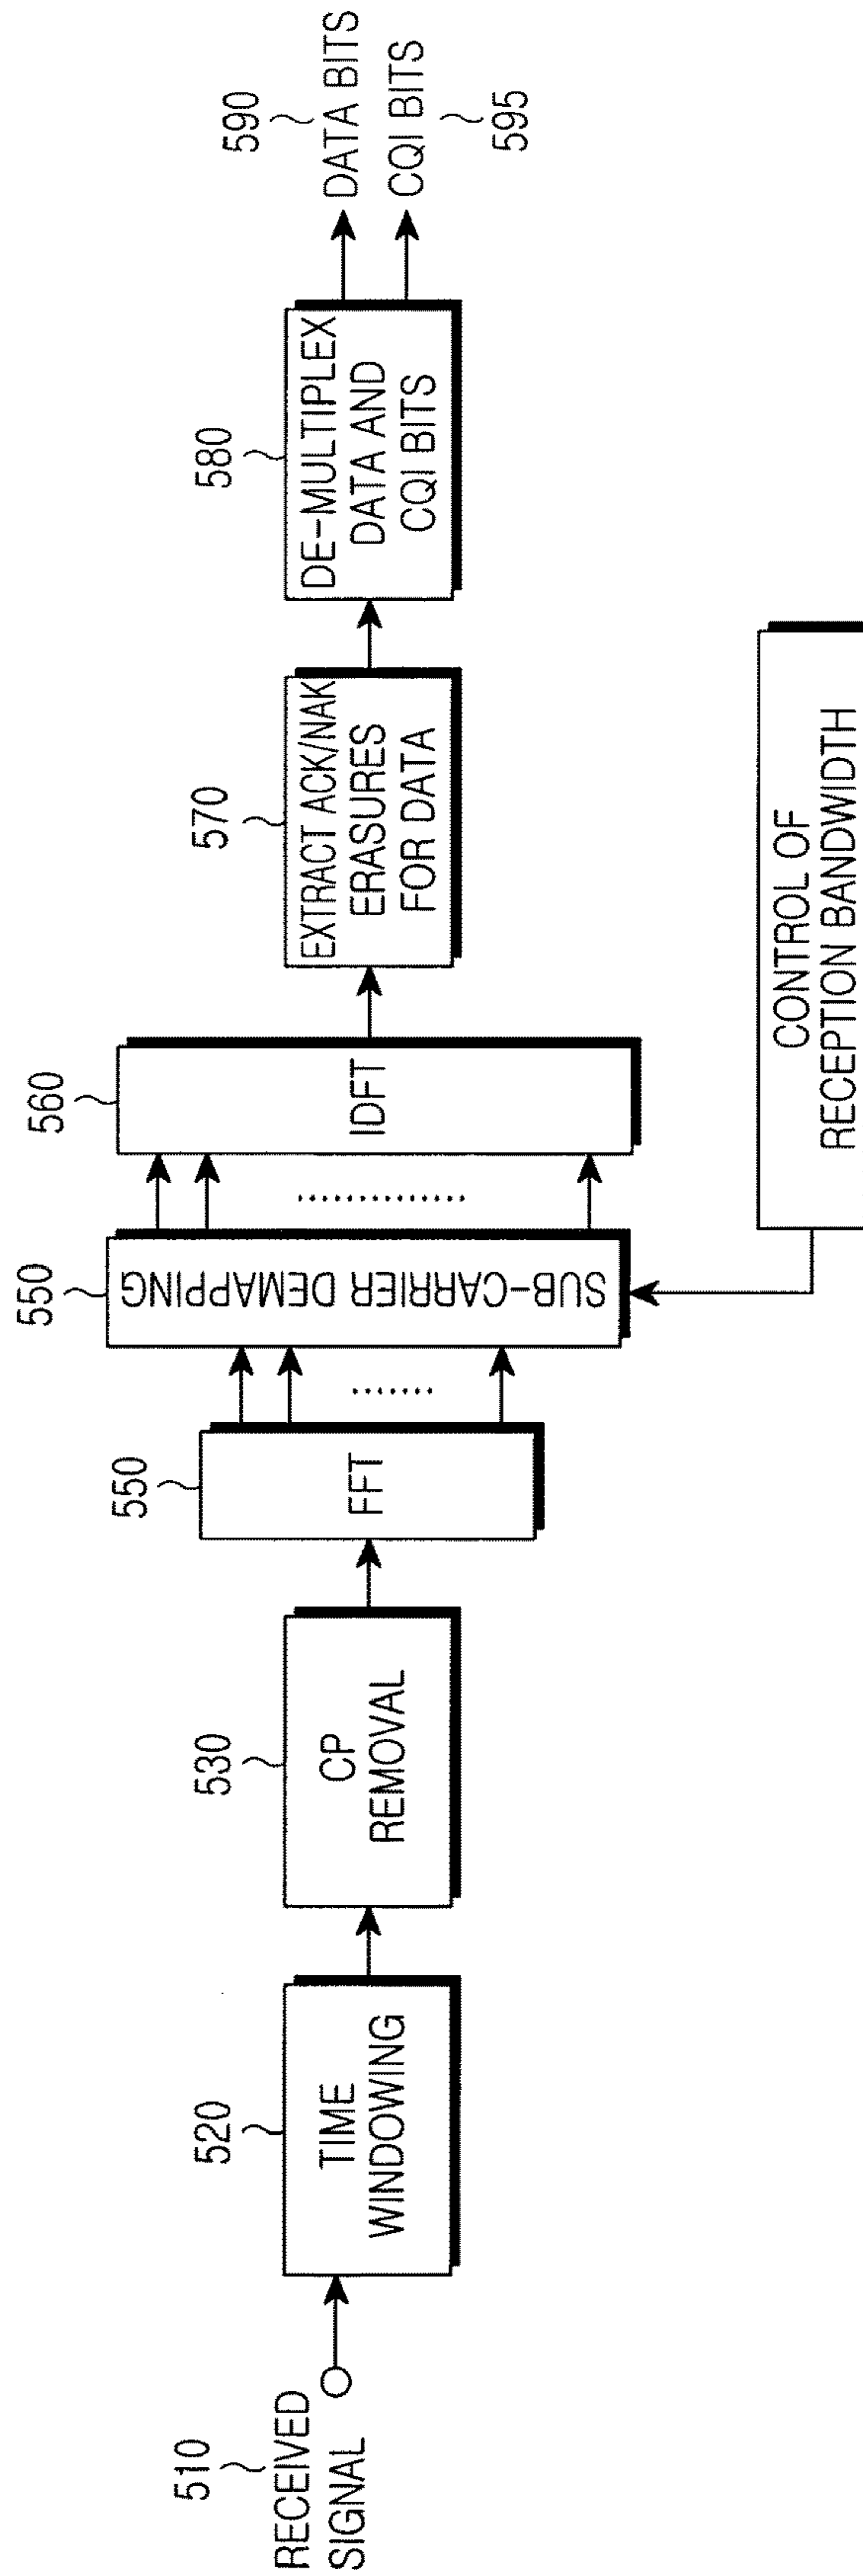 510
RECEIVED
SIGNAL
520
TIME
WINDOWING
530
CP
REMOVAL
550
FFT
550
SUB-CARRIER DEMAPPING
560
IDFT
570
EXTRACT ACK/NAK
ERASURES
FOR DATA
580
DE-MULTIPLEX
DATA AND
CQI BITS
590
DATA BITS
CQI BITS
595
CONTROL OF
RECEPTION BANDWIDTH